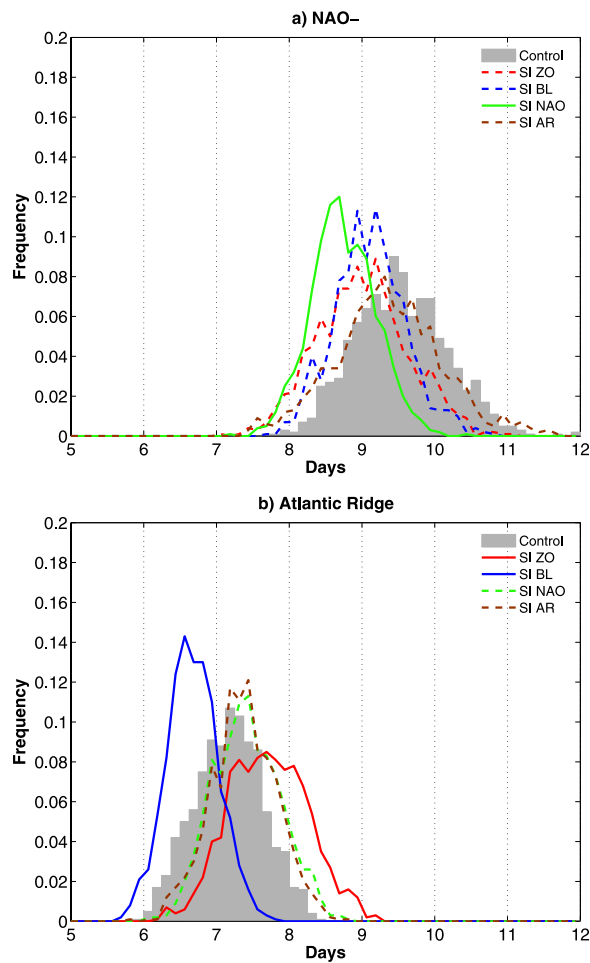 a) NAO–
0.2
0.18
0.16
0.14
0.12
0.1
0.08
0.06
0.04
0.02
0
Frequency
Control
SI ZO
SI BL
SI NAO
SI AR
5 6 7 8 9 10 11 12
Days
b) Atlantic Ridge
0.2
0.18
0.16
0.14
0.12
0.1
0.08
0.06
0.04
0.02
0
Frequency
Control
SI ZO
SI BL
SI NAO
SI AR
5 6 7 8 9 10 11 12
Days